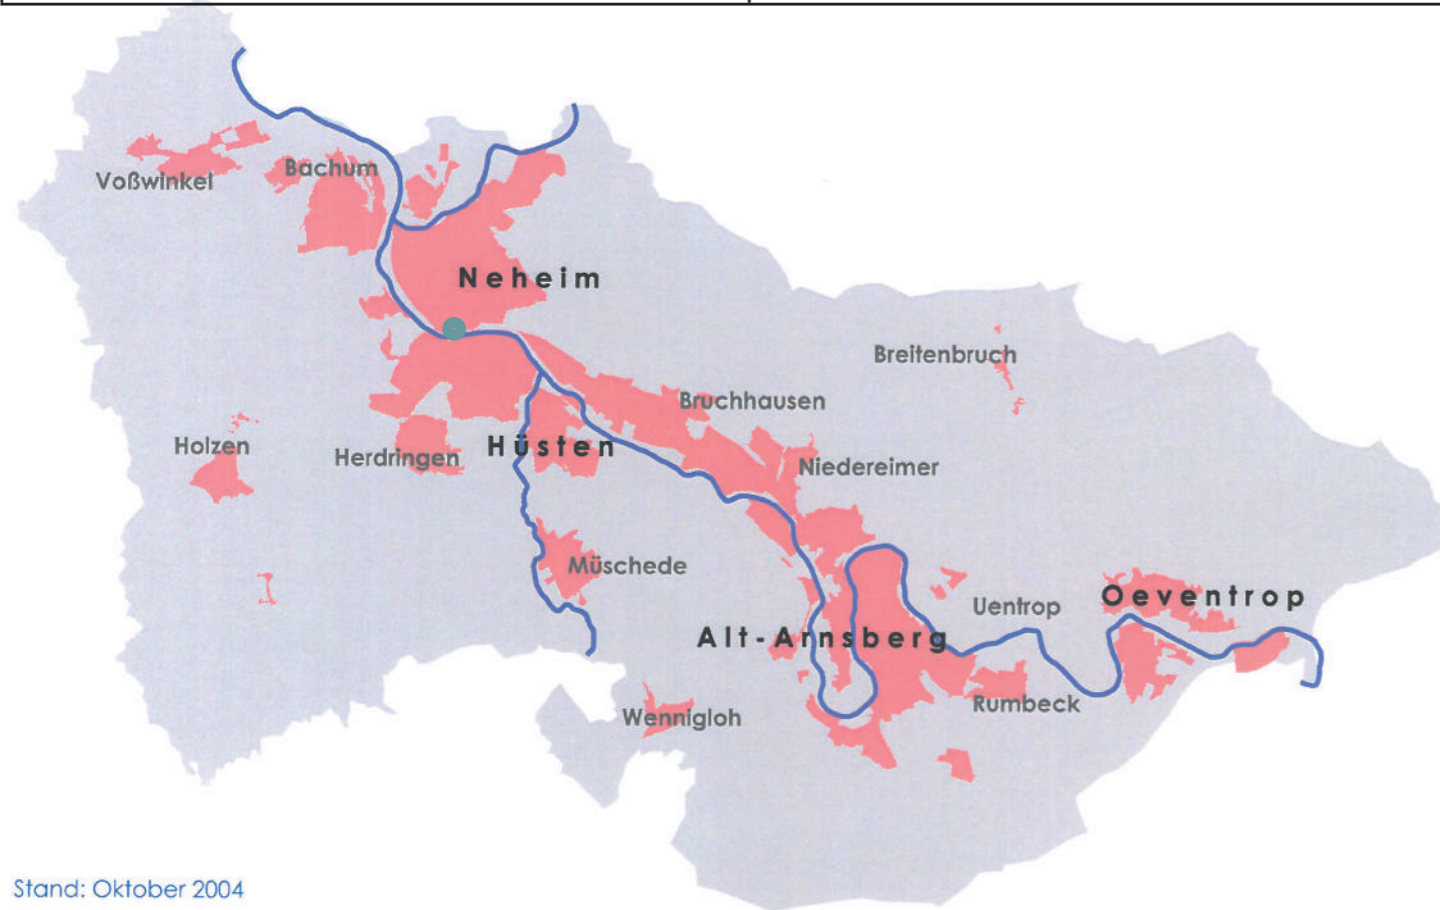 Voßwinkel
Bachum
Neheim
Breitenbruch
Bruchhausen
Holzen
Herdringen
Hüsten
Niedereimer
Müschede
Oeventrop
Uentrop
Alt-Arnsberg
Rumbeck
Wennigloh
Stand: Oktober 2004